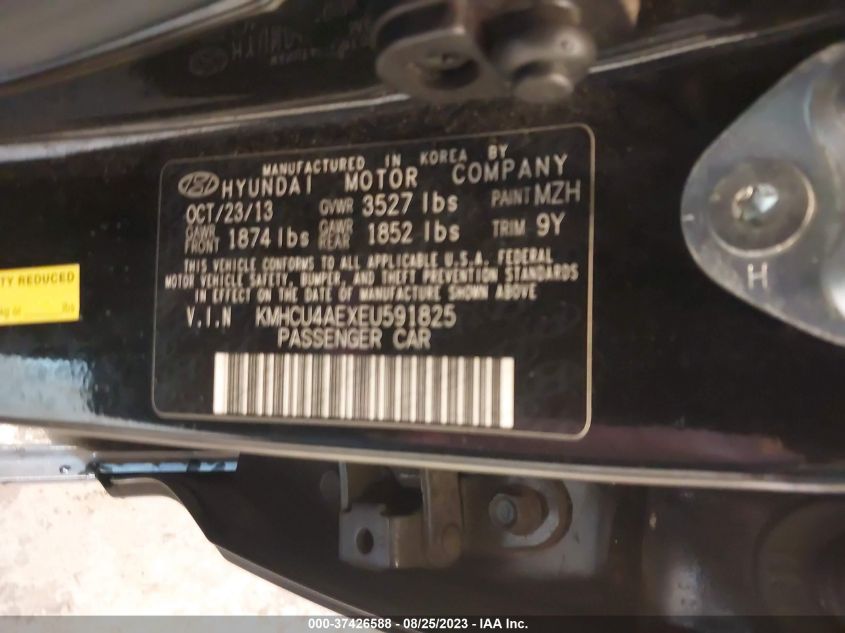 MANUFACTURED IN KOREA BY
HYUNDAI MOTOR COMPANY
OCT/23/13 GVWR 3527 lbs PAINT MZH
GAWR FRONT 1874 lbs GAWR REAR 1852 lbs TRIM 9Y
THIS VEHICLE CONFORMS TO ALL APPLICABLE U.S.A. FEDERAL
MOTOR VEHICLE SAFETY, BUMPER, AND THEFT PREVENTION STANDARDS
IN EFFECT ON THE DATE OF MANUFACTURE SHOWN ABOVE
V.I.N KMHCU4AEXEU591825
PASSENGER CAR
TY REDUCED
kg or lbs
H
000-37426588 - 08/25/2023 - IAA Inc.